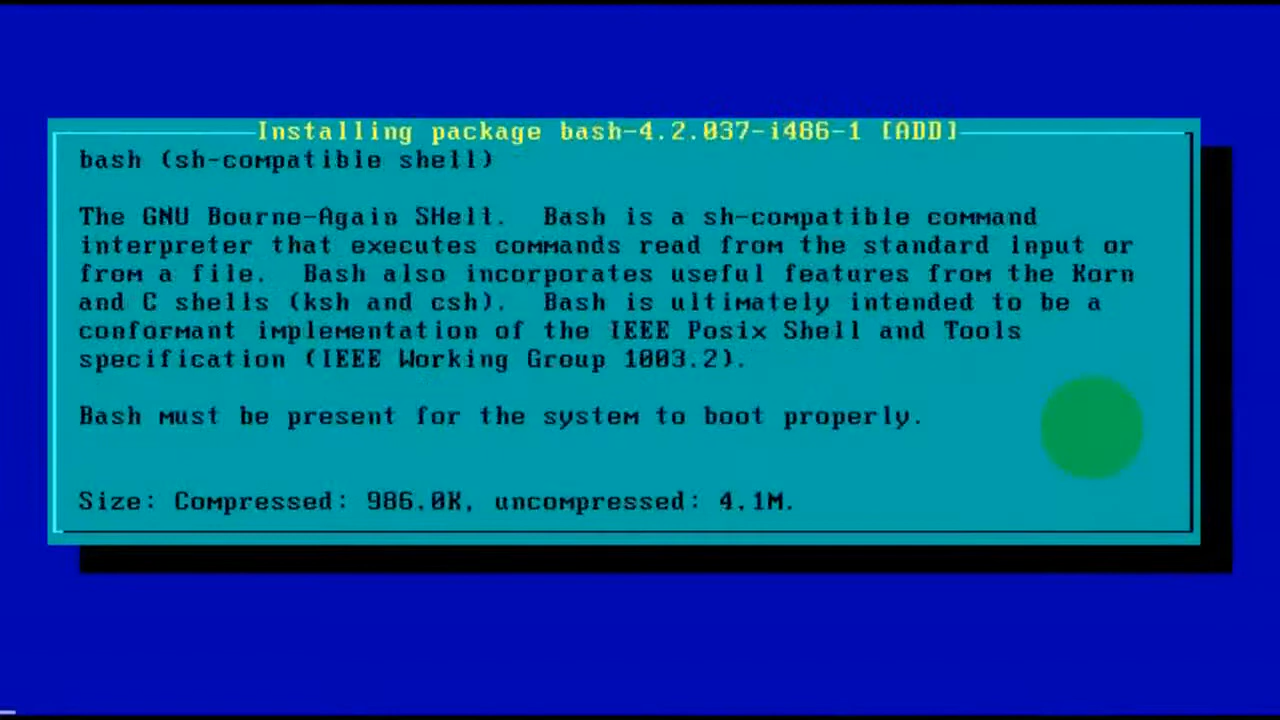 Installing package bash-4.2.037-i486-1 [ADD]
bash (sh-compatible shell)
The GNU Bourne-Again SHell.  Bash is a sh-compatible command
interpreter that executes commands read from the standard input or
from a file.  Bash also incorporates useful features from the Korn
and C shells (ksh and csh).  Bash is ultimately intended to be a
conformant implementation of the IEEE Posix Shell and Tools
specification (IEEE Working Group 1003.2).
Bash must be present for the system to boot properly.
Size: Compressed: 986.0K, uncompressed: 4.1M.